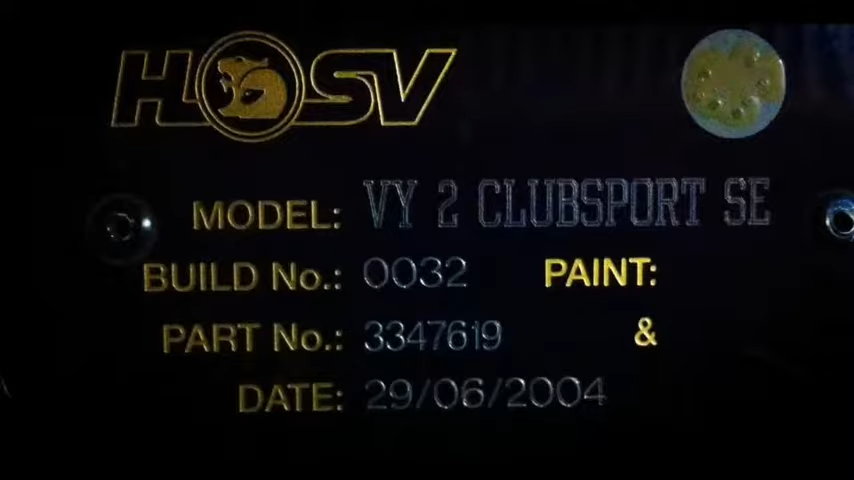 HSV
MODEL: VY 2 CLUBSPORT SE
BUILD No.: 0032 PAINT:
PART No.: 3347619 &
DATE: 29/06/2004